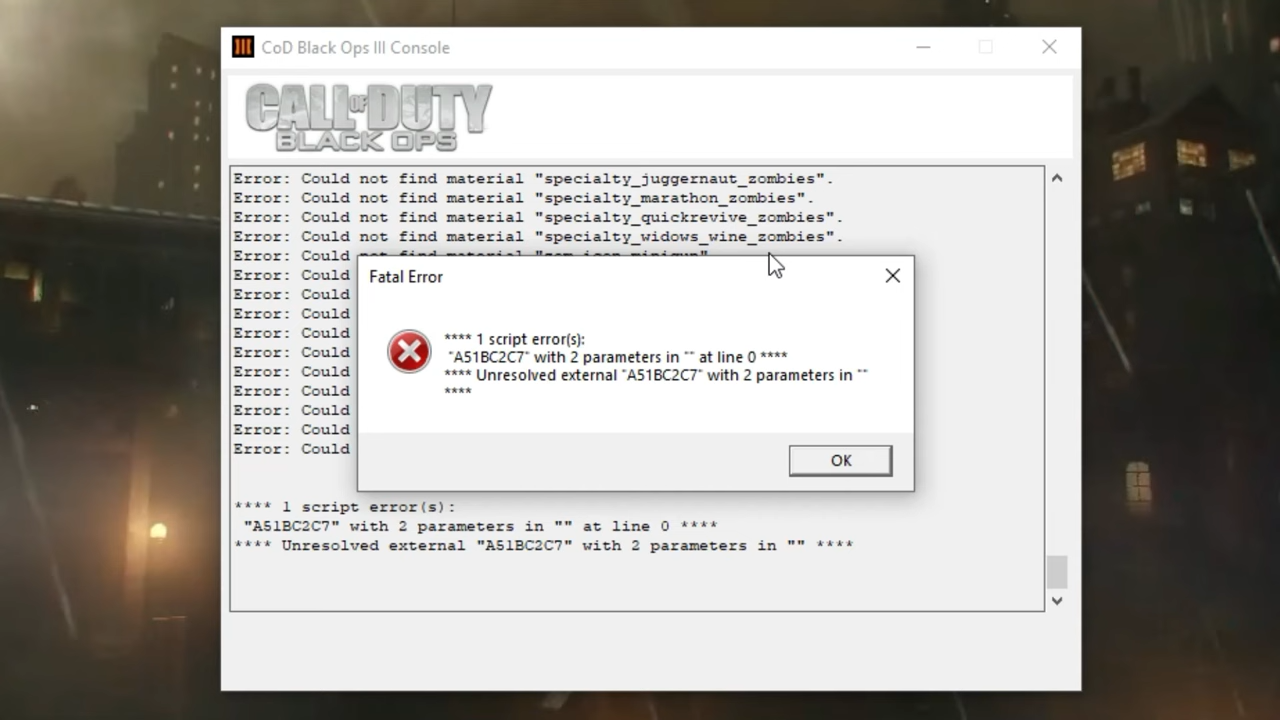 III CoD Black Ops III Console
CALL OF DUTY
BLACK OPS
Error: Could not find material "specialty_juggernaut_zombies".
Error: Could not find material "specialty_marathon_zombies".
Error: Could not find material "specialty_quickrevive_zombies".
Error: Could not find material "specialty_widows_wine_zombies".
Error: Could not find material "zom_icon_minigun".
Error: Could
Error: Could
Error: Could
Error: Could
Error: Could
Error: Could
Error: Could
Error: Could
Error: Could
Error: Could
Fatal Error
**** 1 script error(s):
"A51BC2C7" with 2 parameters in "" at line 0 ****
**** Unresolved external "A51BC2C7" with 2 parameters in ""
****
OK
**** 1 script error(s):
"A51BC2C7" with 2 parameters in "" at line 0 ****
**** Unresolved external "A51BC2C7" with 2 parameters in "" ****